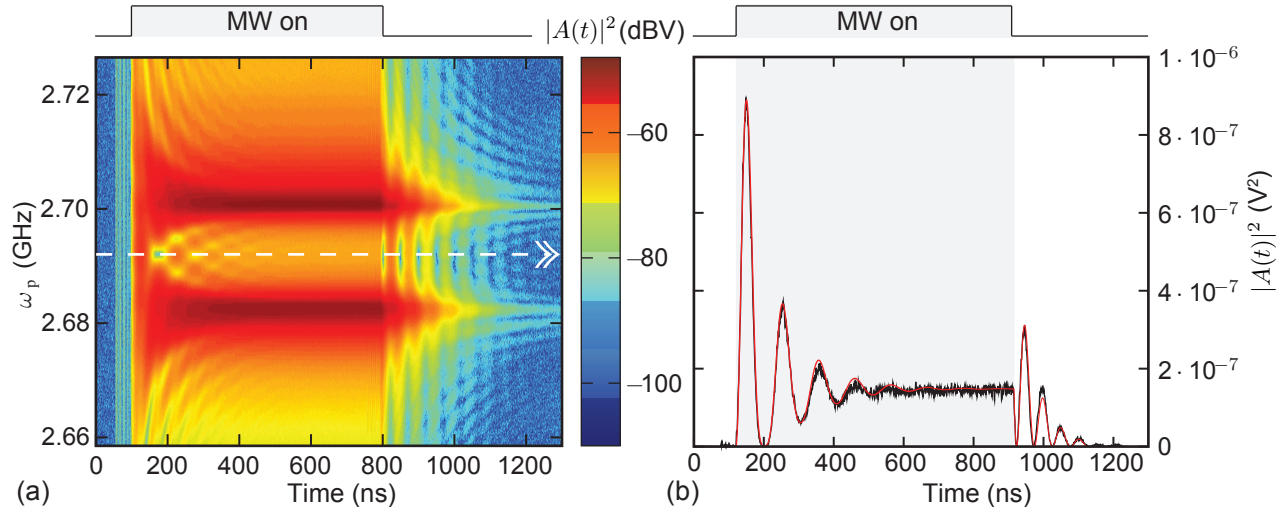 MW on
MW on
|A(t)|² (dBV)
2.72
2.70
2.68
2.66
ω_p (GHz)
−60
−80
−100
0 200 400 600 800 1000 1200
Time (ns)
(a)
1 · 10⁻⁶
8 · 10⁻⁷
6 · 10⁻⁷
4 · 10⁻⁷
2 · 10⁻⁷
0
|A(t)|² (V²)
0 200 400 600 800 1000 1200
Time (ns)
(b)